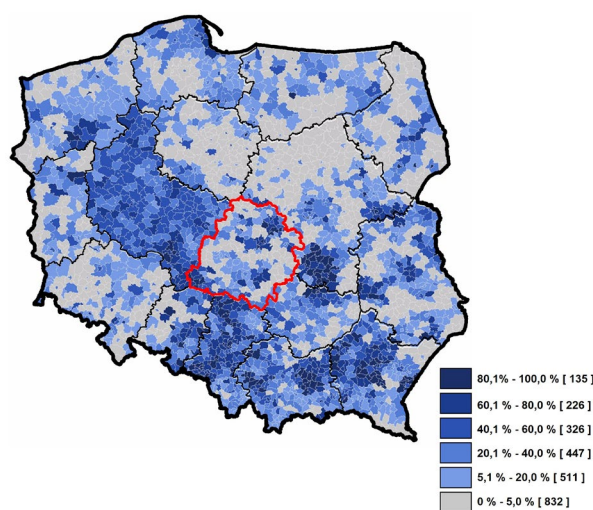 80,1% - 100,0 % [ 135 ]
60,1 % - 80,0 % [ 226 ]
40,1 % - 60,0 % [ 326 ]
20,1 % - 40,0 % [ 447 ]
5,1 % - 20,0 % [ 511 ]
0 % - 5,0 % [ 832 ]